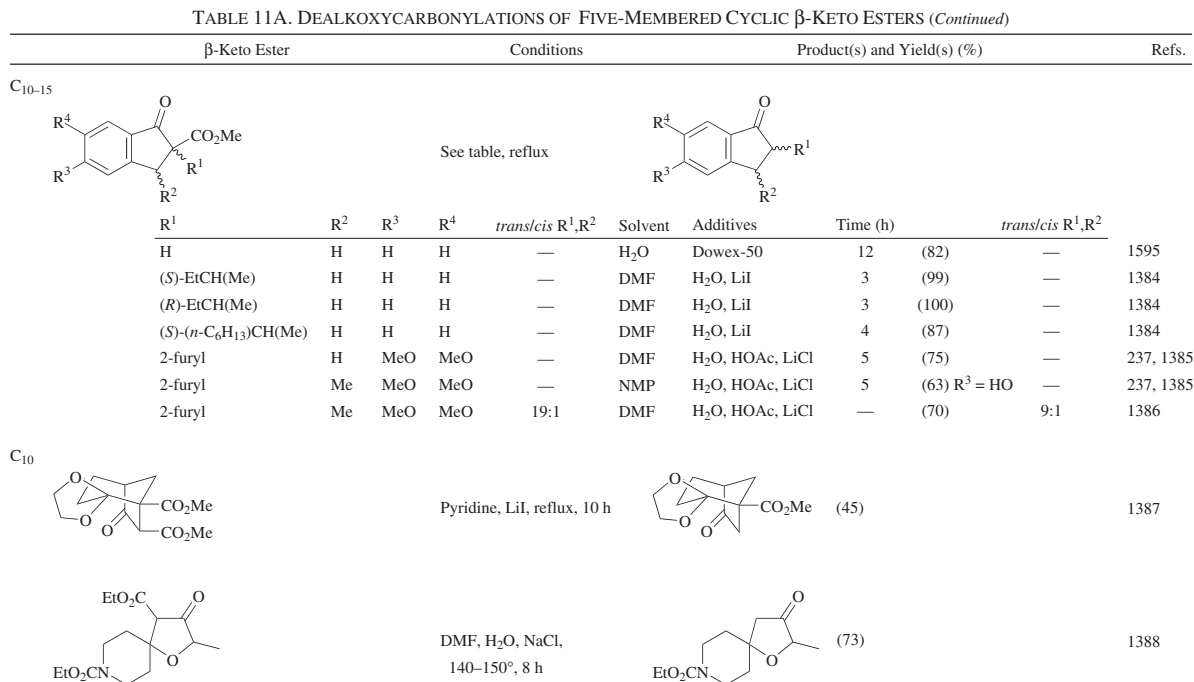 TABLE 11A. DEALKOXYCARBONYLATIONS OF FIVE-MEMBERED CYCLIC β-KETO ESTERS (Continued)
β-Keto Ester Conditions Product(s) and Yield(s) (%) Refs.
C10–15
O O
R4 CO2Me R4
R1 See table, reflux R1
R3 R3
R2 R2
R1 R2 R3 R4 trans/cis R1,R2 Solvent Additives Time (h) trans/cis R1,R2
H H H H — H2O Dowex-50 12 (82) — 1595
(S)-EtCH(Me) H H H — DMF H2O, LiI 3 (99) — 1384
(R)-EtCH(Me) H H H — DMF H2O, LiI 3 (100) — 1384
(S)-(n-C6H13)CH(Me) H H H — DMF H2O, LiI 4 (87) — 1384
2-furyl H MeO MeO — DMF H2O, HOAc, LiCl 5 (75) — 237, 1385
2-furyl Me MeO MeO — NMP H2O, HOAc, LiCl 5 (63) R3 = HO — 237, 1385
2-furyl Me MeO MeO 19:1 DMF H2O, HOAc, LiCl — (70) 9:1 1386
C10
O O
CO2Me Pyridine, LiI, reflux, 10 h CO2Me (45) 1387
O O
O CO2Me O
EtO2C O O
DMF, H2O, NaCl, (73) 1388
O O
EtO2C N 140–150°, 8 h EtO2C N